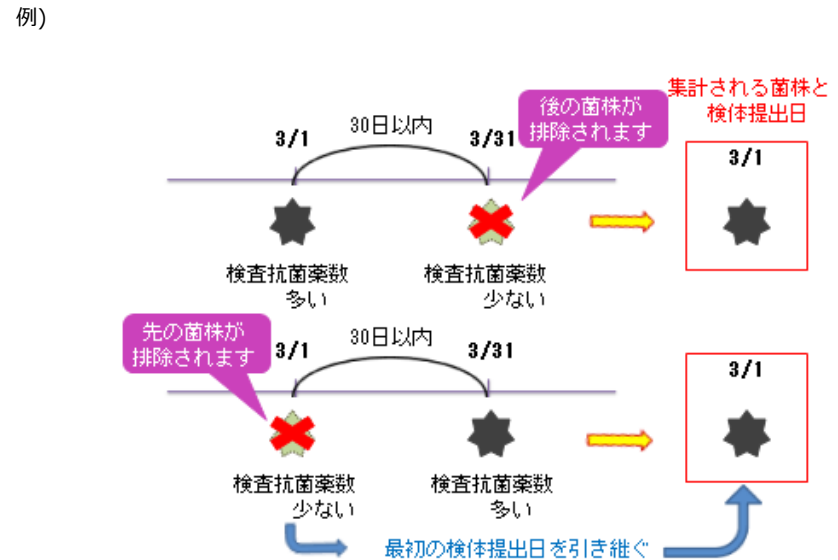 例)
集計される菌株と
検体提出日
後の菌株が
排除されます
3/1
30日以内
3/31
3/1
検査抗菌薬数
多い
検査抗菌薬数
少ない
先の菌株が
排除されます
3/1
30日以内
3/31
3/1
検査抗菌薬数
少ない
検査抗菌薬数
多い
最初の検体提出日を引き継ぐ